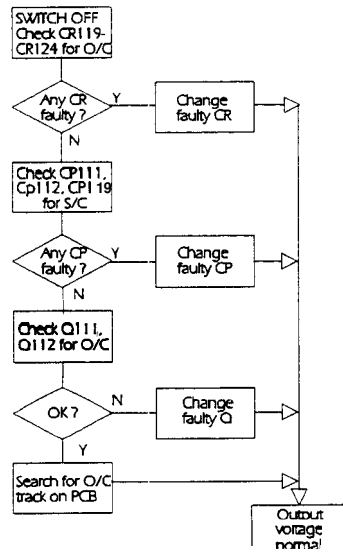 SWITCH OFF
Check CR119-
CR124 for O/C
Any CR
faulty?
Y
Change
faulty CR
N
Check CP111,
Cp112, CP119
for S/C
Any CP
faulty?
Y
Change
faulty CP
N
Check Q111,
Q112 for O/C
OK?
N
Change
faulty Q
Y
Search for O/C
track on PCB
Output
voltage
normal